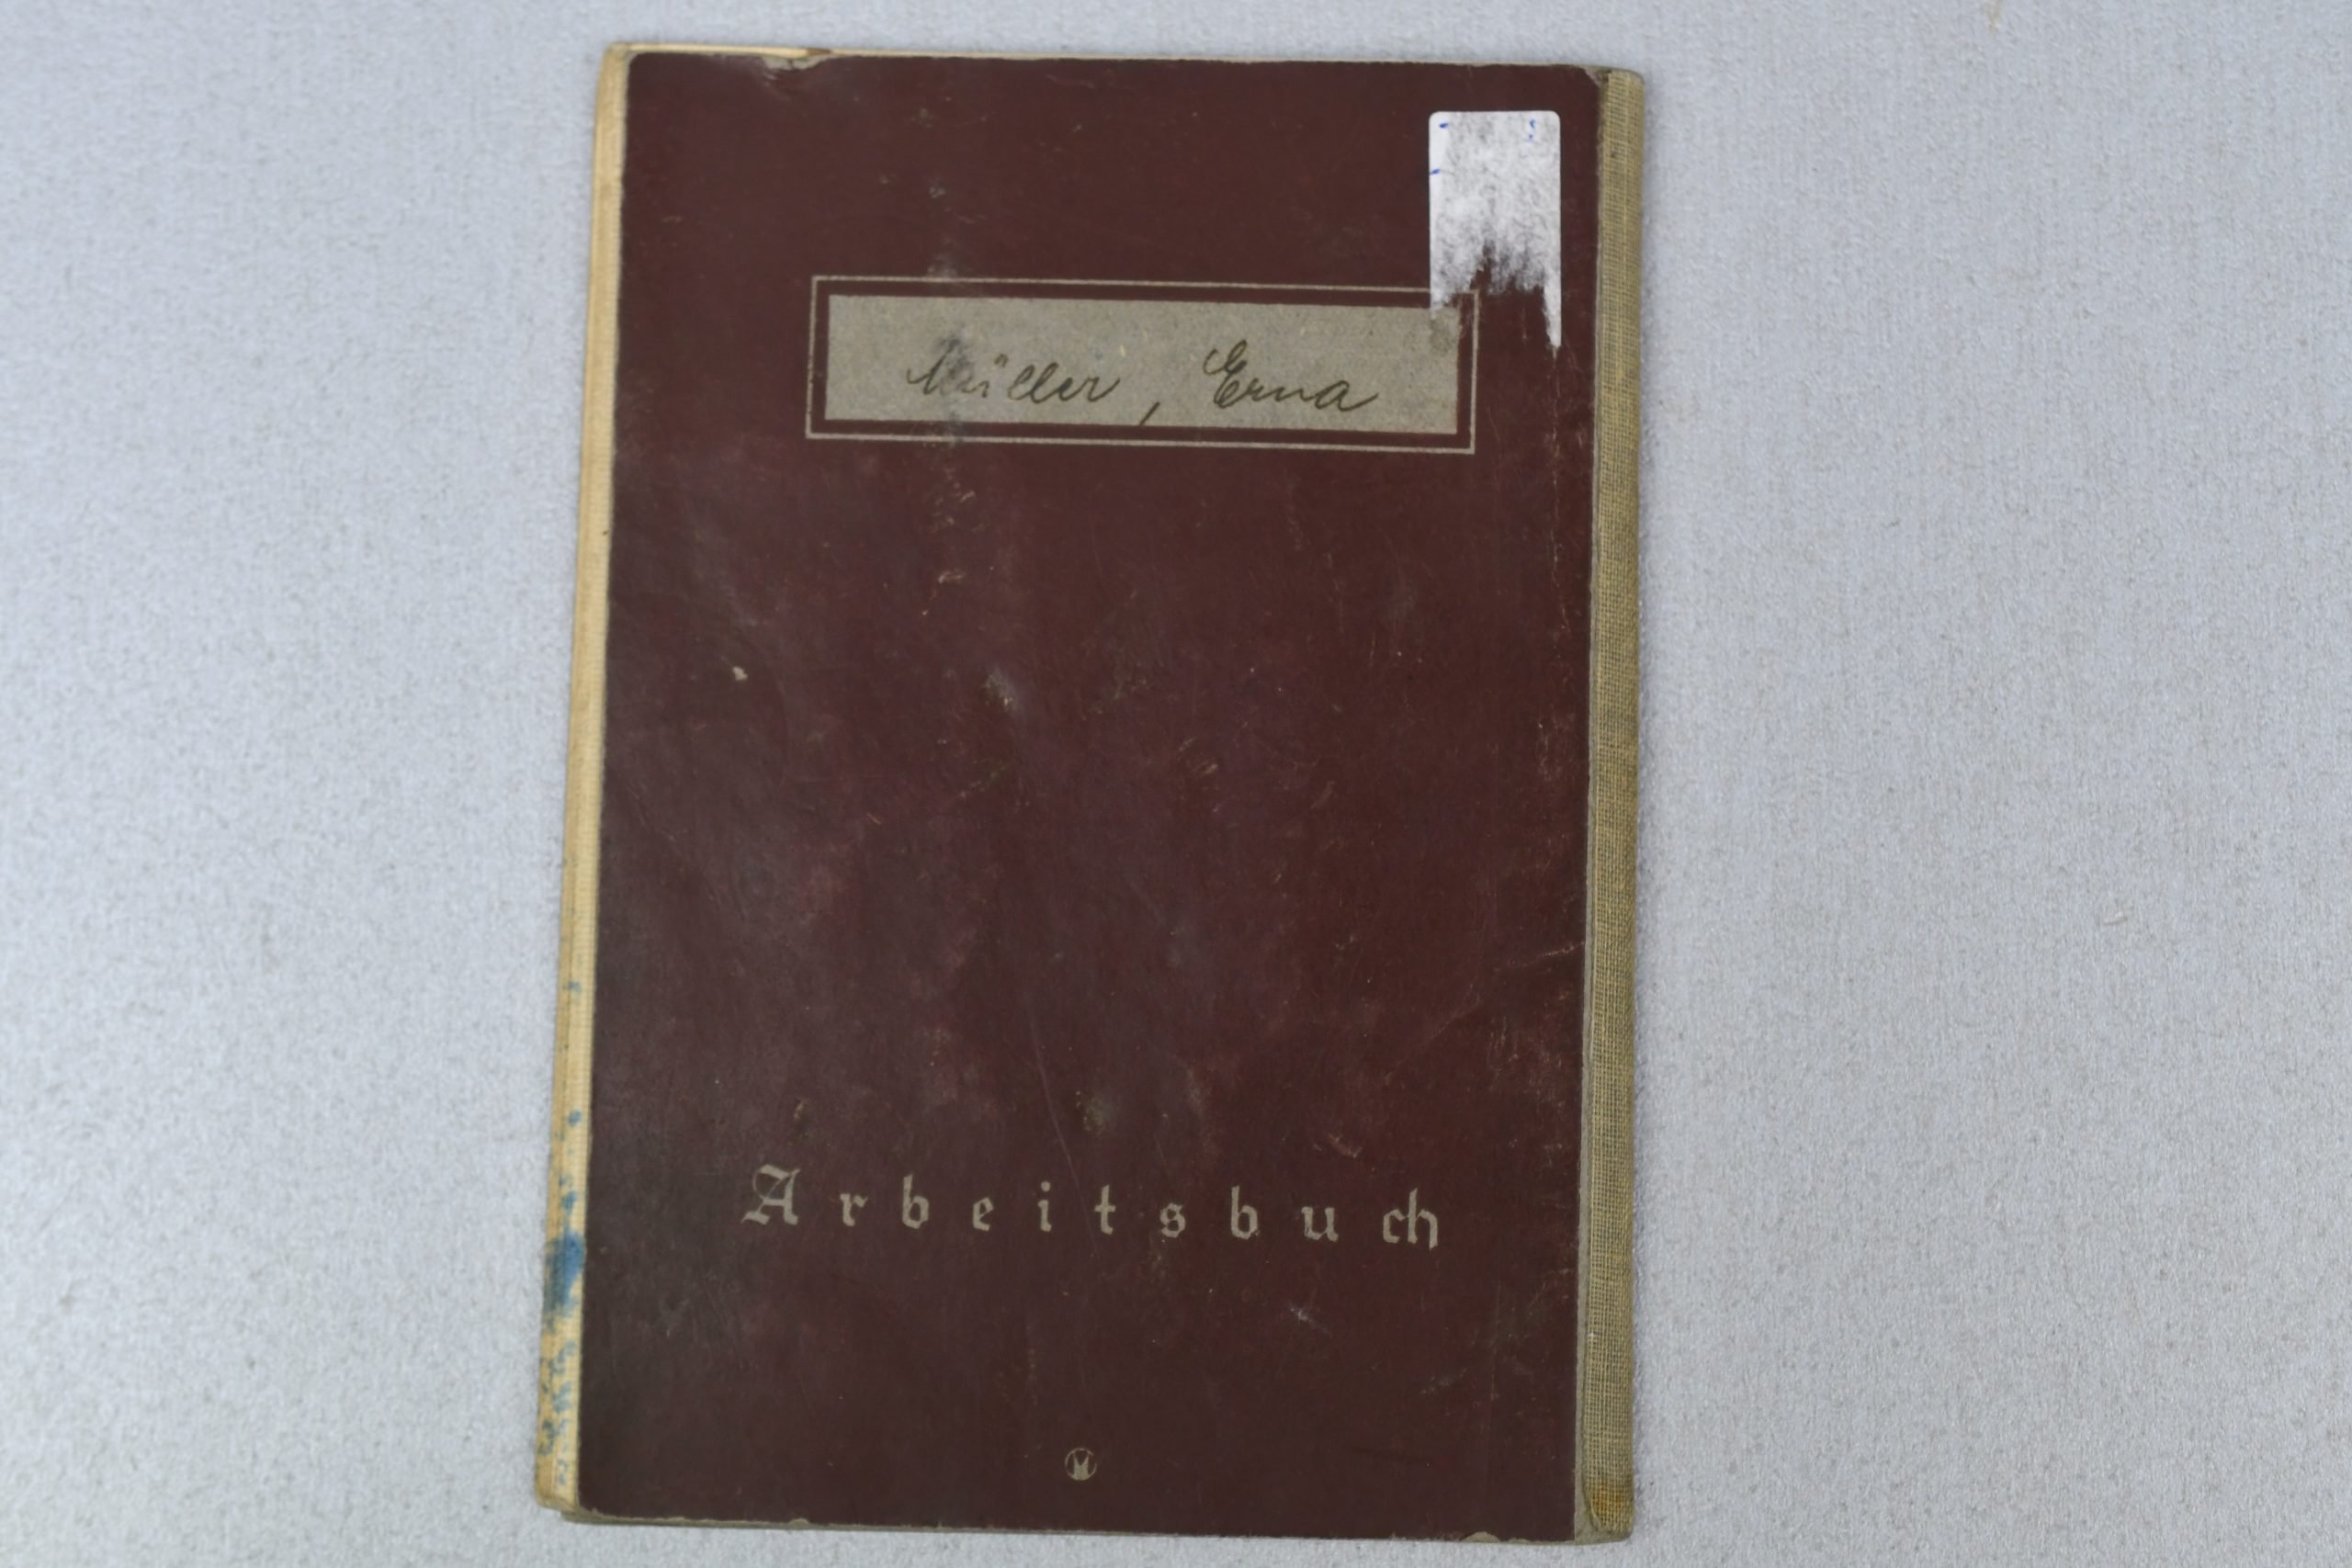 Müller, Erna
Arbeitsbuch
M